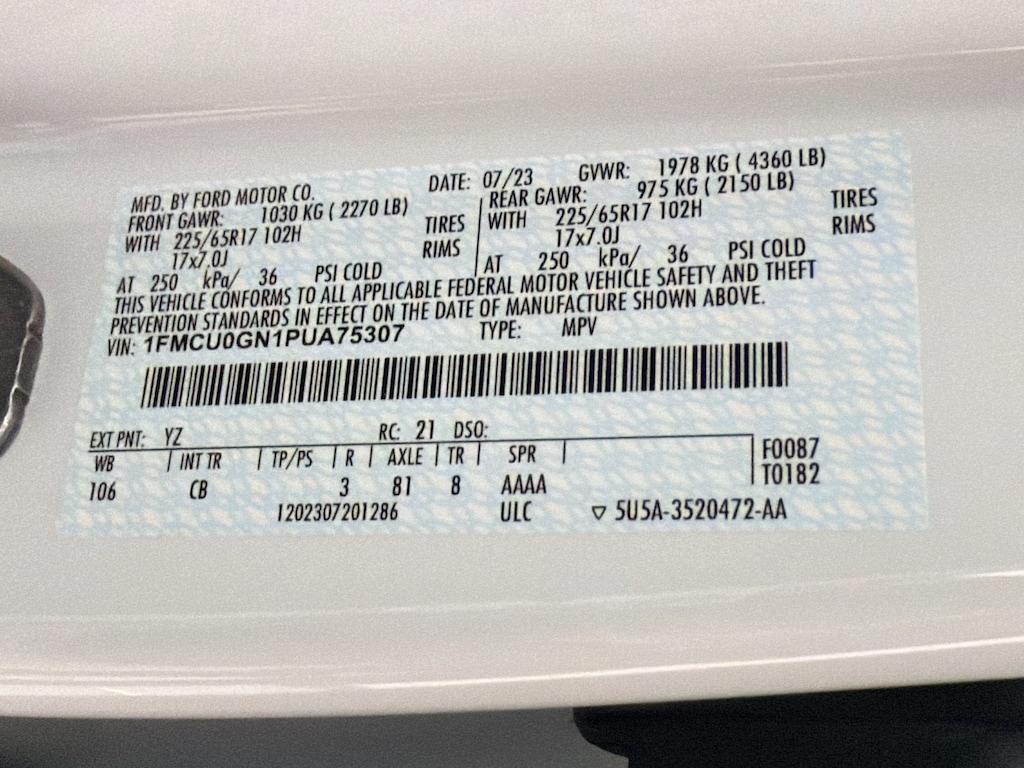 MFD. BY FORD MOTOR CO. DATE: 07/23 GVWR: 1978 KG ( 4360 LB)
FRONT GAWR: 1030 KG ( 2270 LB) REAR GAWR: 975 KG ( 2150 LB)
WITH 225/65R17 102H TIRES WITH 225/65R17 102H TIRES
17x7.0J RIMS 17x7.0J RIMS
AT 250 kPa/ 36 PSI COLD AT 250 kPa/ 36 PSI COLD
THIS VEHICLE CONFORMS TO ALL APPLICABLE FEDERAL MOTOR VEHICLE SAFETY AND THEFT
PREVENTION STANDARDS IN EFFECT ON THE DATE OF MANUFACTURE SHOWN ABOVE.
VIN: 1FMCU0GN1PUA75307 TYPE: MPV
EXT PNT: YZ RC: 21 DSO:
WB INT TR TP/PS R AXLE TR SPR F0087
106 CB 3 81 8 AAAA T0182
1202307201286 ULC ▽ 5U5A-3520472-AA